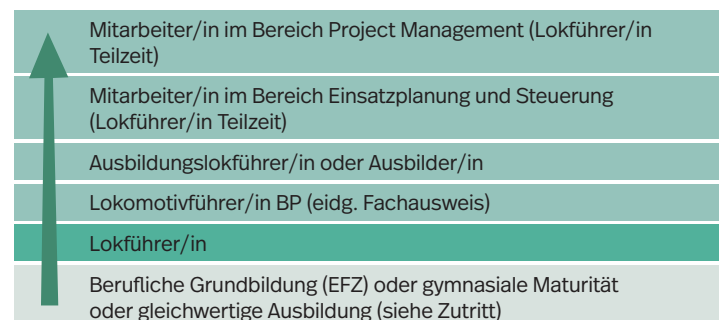 Mitarbeiter/in im Bereich Project Management (Lokführer/in
Teilzeit)
Mitarbeiter/in im Bereich Einsatzplanung und Steuerung
(Lokführer/in Teilzeit)
Ausbildungslokführer/in oder Ausbilder/in
Lokomotivführer/in BP (eidg. Fachausweis)
Lokführer/in
Berufliche Grundbildung (EFZ) oder gymnasiale Maturität
oder gleichwertige Ausbildung (siehe Zutritt)